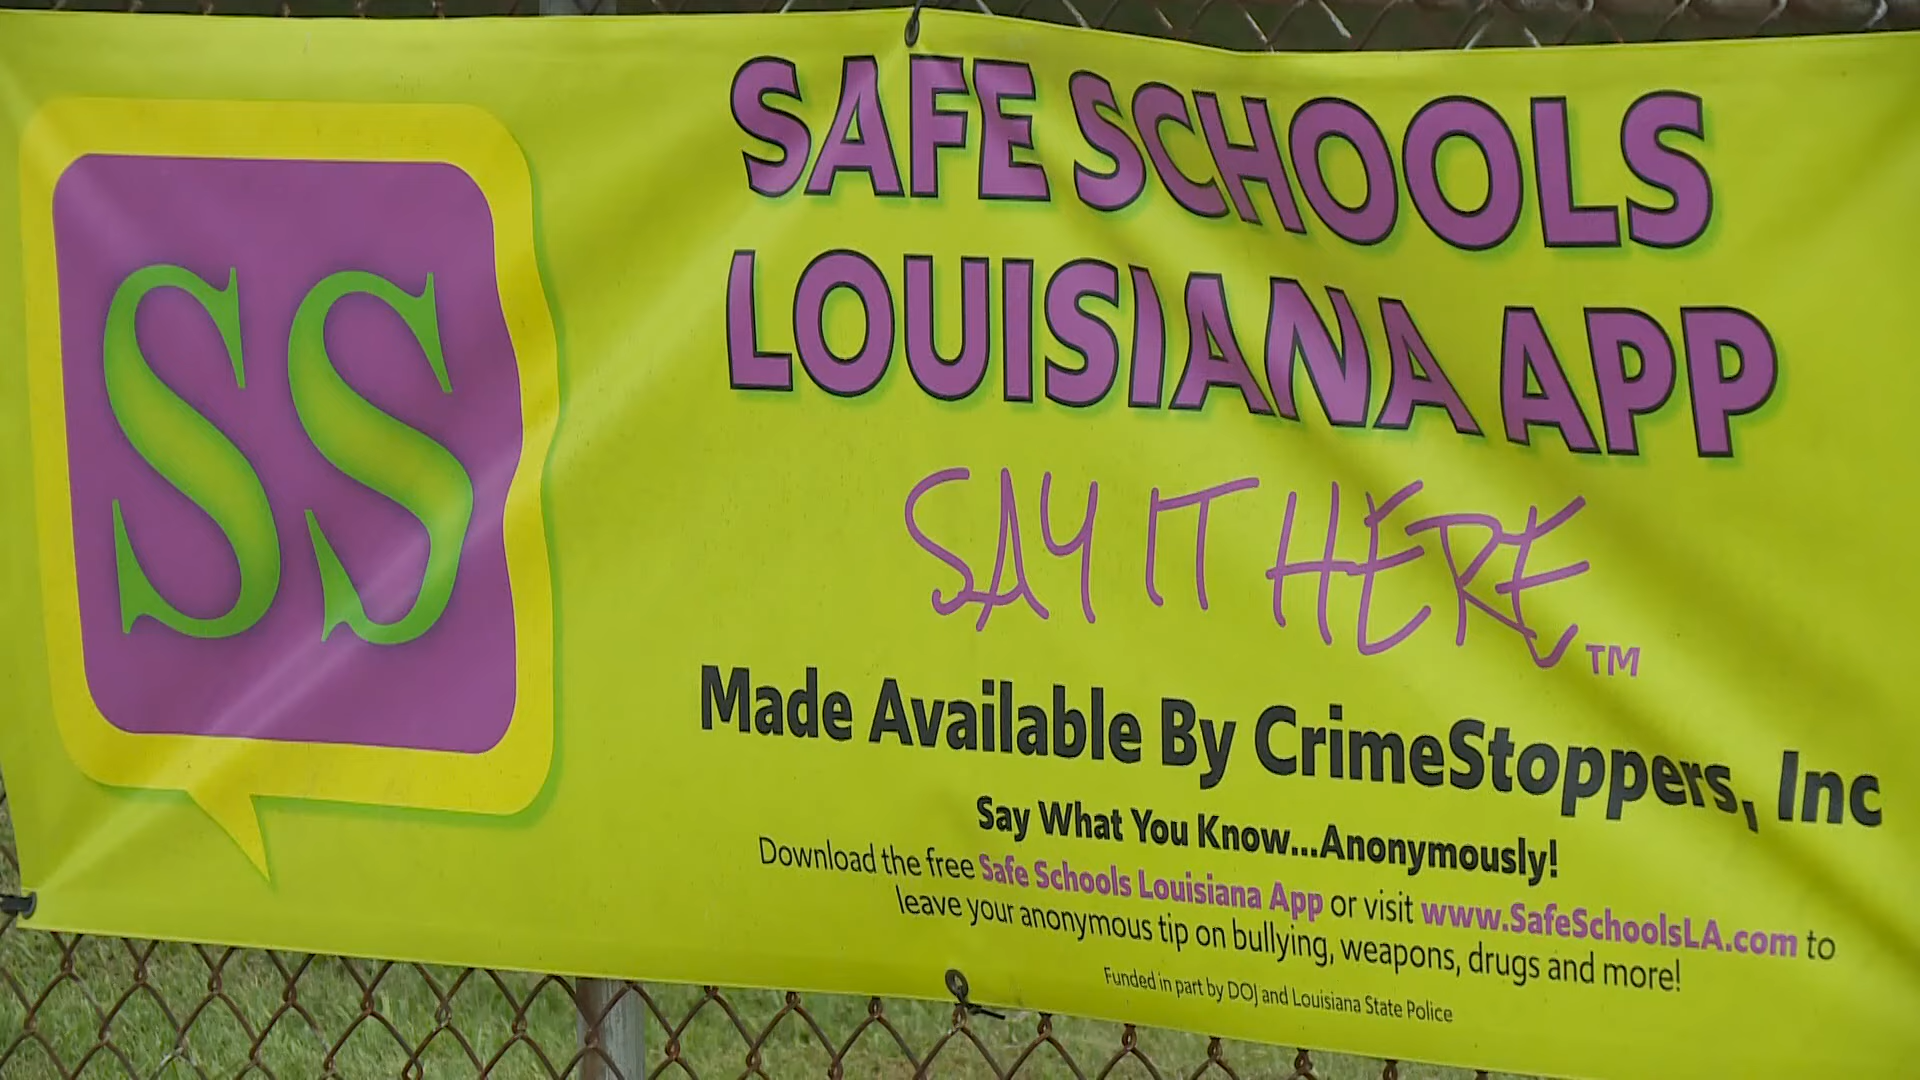 SS
SAFE SCHOOLS
LOUISIANA APP
SAY IT HERE™
Made Available By CrimeStoppers, Inc
Say What You Know...Anonymously!
Download the free Safe Schools Louisiana App or visit www.SafeSchoolsLA.com to
leave your anonymous tip on bullying, weapons, drugs and more!
Funded in part by DOJ and Louisiana State Police